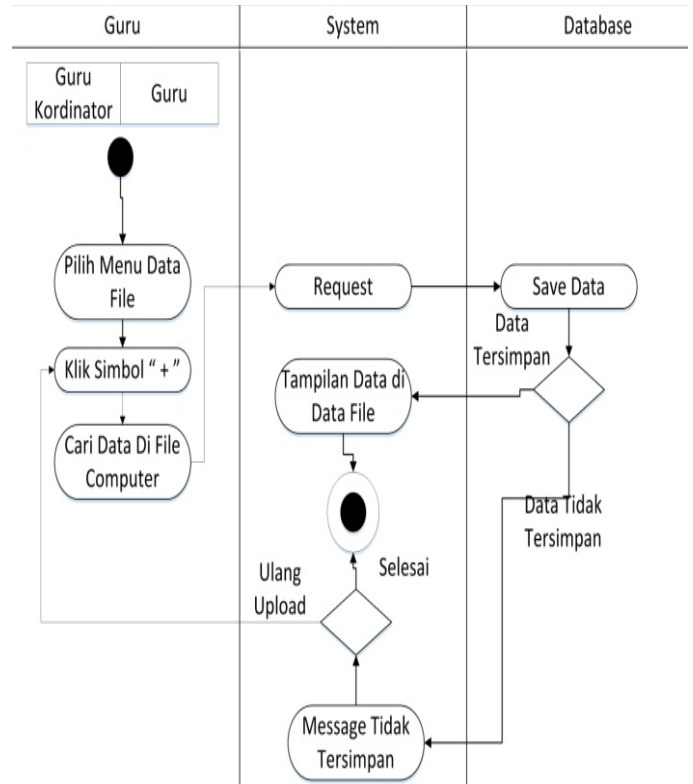 Guru
System
Database
Guru
Kordinator
Guru
Pilih Menu Data
File
Request
Save Data
Data
Tersimpan
Klik Simbol “ + ”
Tampilan Data di
Data File
Cari Data Di File
Computer
Data Tidak
Tersimpan
Ulang
Upload
Selesai
Message Tidak
Tersimpan